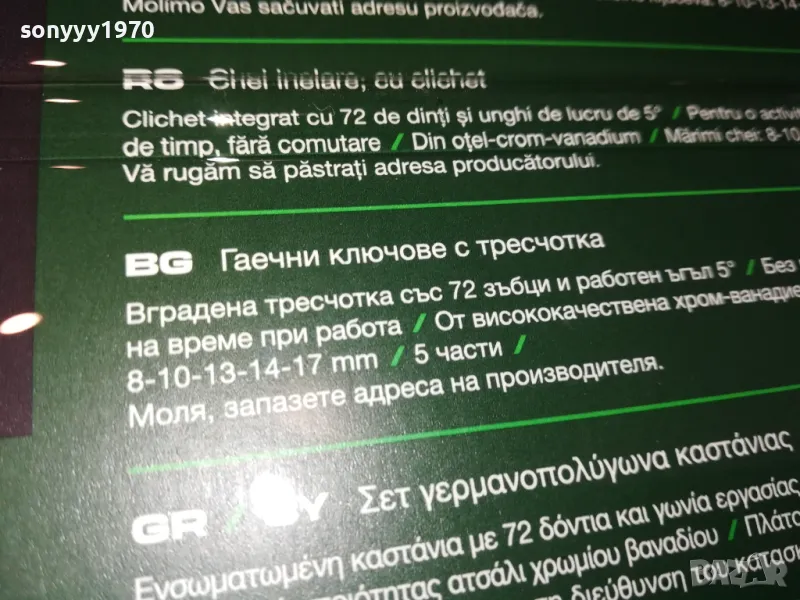 sonyyy1970
Molimo Vas sačuvati adresu proizvođača.
RO Chei inelare, cu clichet
Clichet integrat cu 72 de dinți și unghi de lucru de 5° / Pentru o
de timp, fără comutare / Din oțel-crom-vanadium / Mărimi chei: 8-10
Vă rugăm să păstrați adresa producătorului.
BG Гаечни ключове с тресчотка
Вградена тресчотка със 72 зъбци и работен ъгъл 5° / Без
на време при работа / От висококачествена
8-10-13-14-17 mm / 5 части /
Моля, запазете адреса на производителя.
GR / CY Σετ γερμανοπολύγωνα καστάνιας
Ενσωματωμένη καστάνια με 72 δόντια και γωνία εργασίας
ατσάλι χρωμίου βαναδίου /
διεύθυνση του
BAZAR